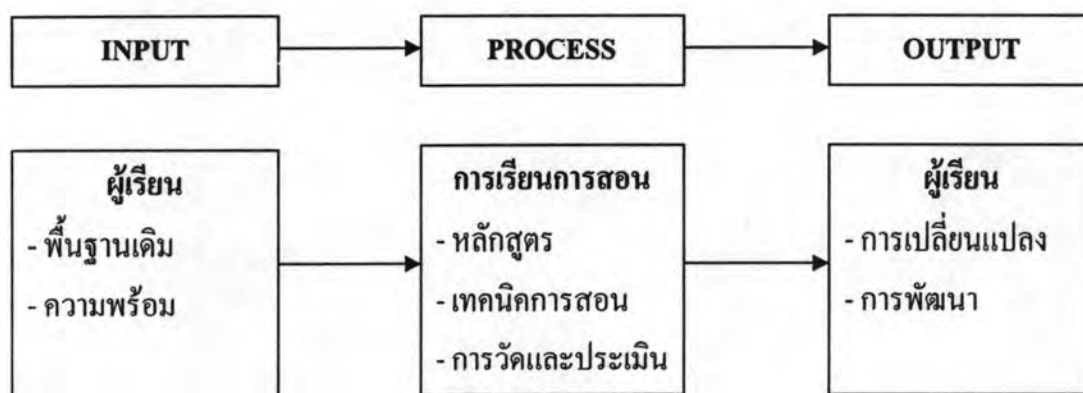 INPUT
PROCESS
OUTPUT
ผู้เรียน
- พื้นฐานเดิม
- ความพร้อม
การเรียนการสอน
- หลักสูตร
- เทคนิคการสอน
- การวัดและประเมิน
ผู้เรียน
- การเปลี่ยนแปลง
- การพัฒนา